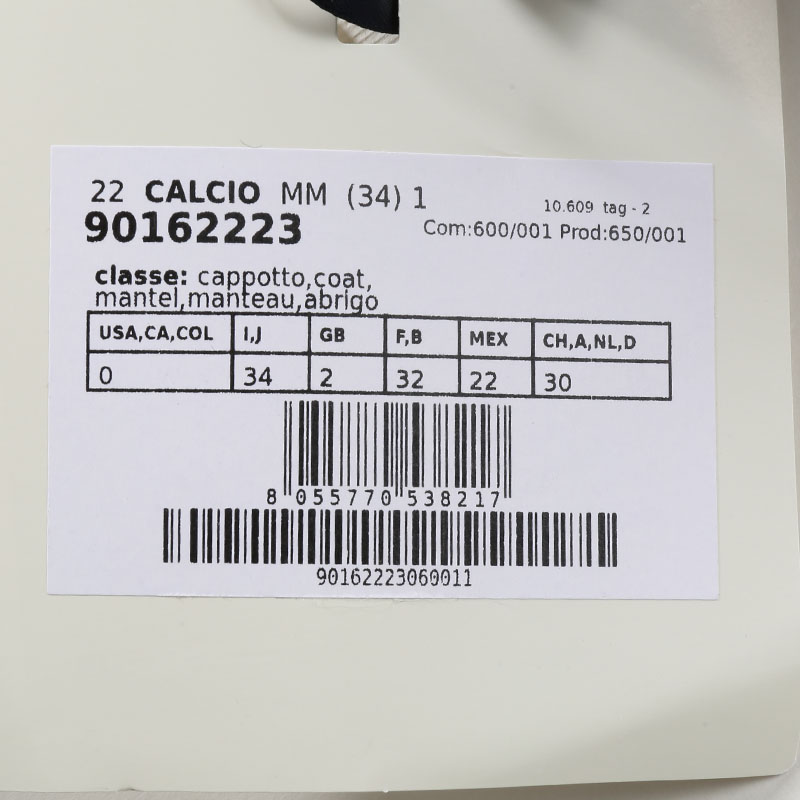 22 CALCIO MM (34) 1
10.609 tag - 2
90162223
Com:600/001 Prod:650/001
classe: cappotto,coat,
mantel,manteau,abrigo
USA,CA,COL I,J GB F,B MEX CH,A,NL,D
0 34 2 32 22 30
8 055770 538217
90162223060011